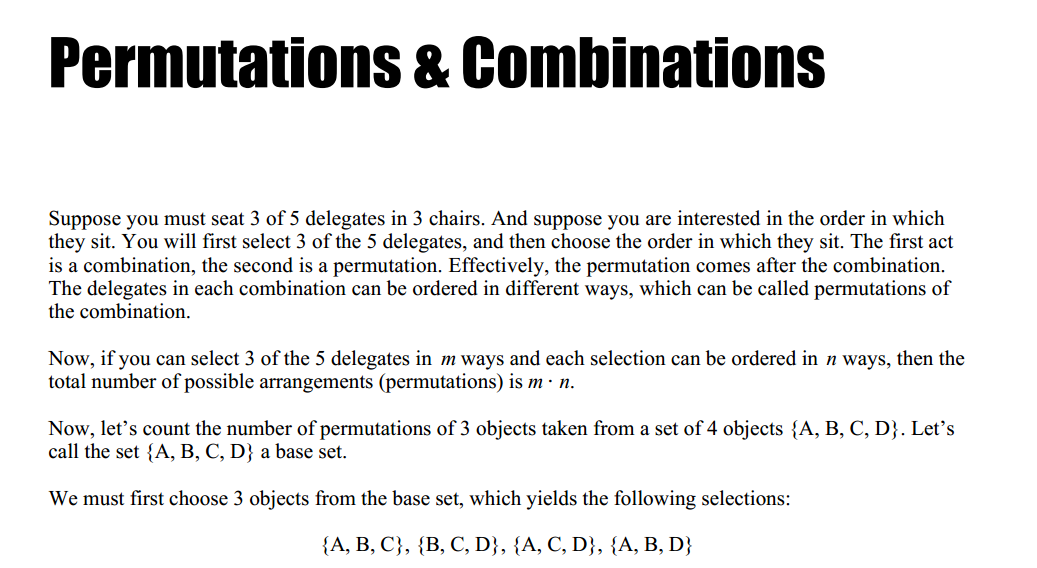 Permutations & Combinations
Suppose you must seat 3 of 5 delegates in 3 chairs. And suppose you are interested in the order in which
they sit. You will first select 3 of the 5 delegates, and then choose the order in which they sit. The first act
is a combination, the second is a permutation. Effectively, the permutation comes after the combination.
The delegates in each combination can be ordered in different ways, which can be called permutations of
the combination.
Now, if you can select 3 of the 5 delegates in m ways and each selection can be ordered in n ways, then the
total number of possible arrangements (permutations) is m · n.
Now, let’s count the number of permutations of 3 objects taken from a set of 4 objects {A, B, C, D}. Let’s
call the set {A, B, C, D} a base set.
We must first choose 3 objects from the base set, which yields the following selections:
{A, B, C}, {B, C, D}, {A, C, D}, {A, B, D}